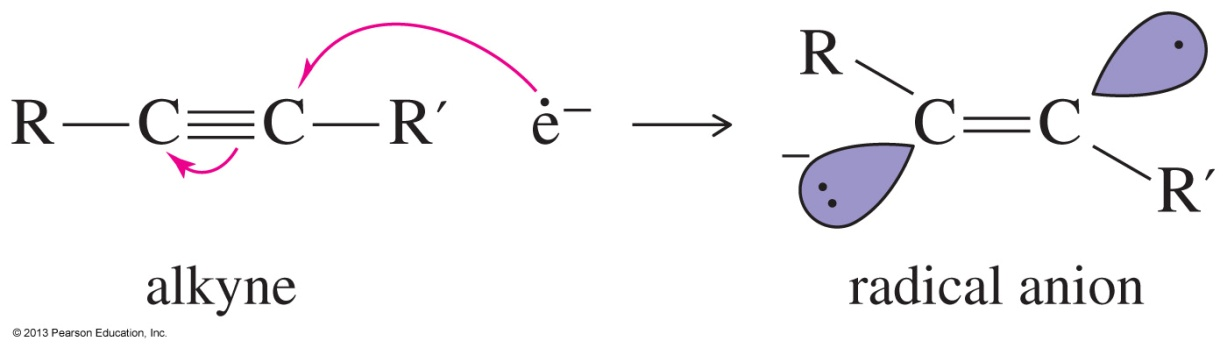 R—C≡C—R′ ė⁻ ⟶ R C=C R′ −
alkyne radical anion
© 2013 Pearson Education, Inc.